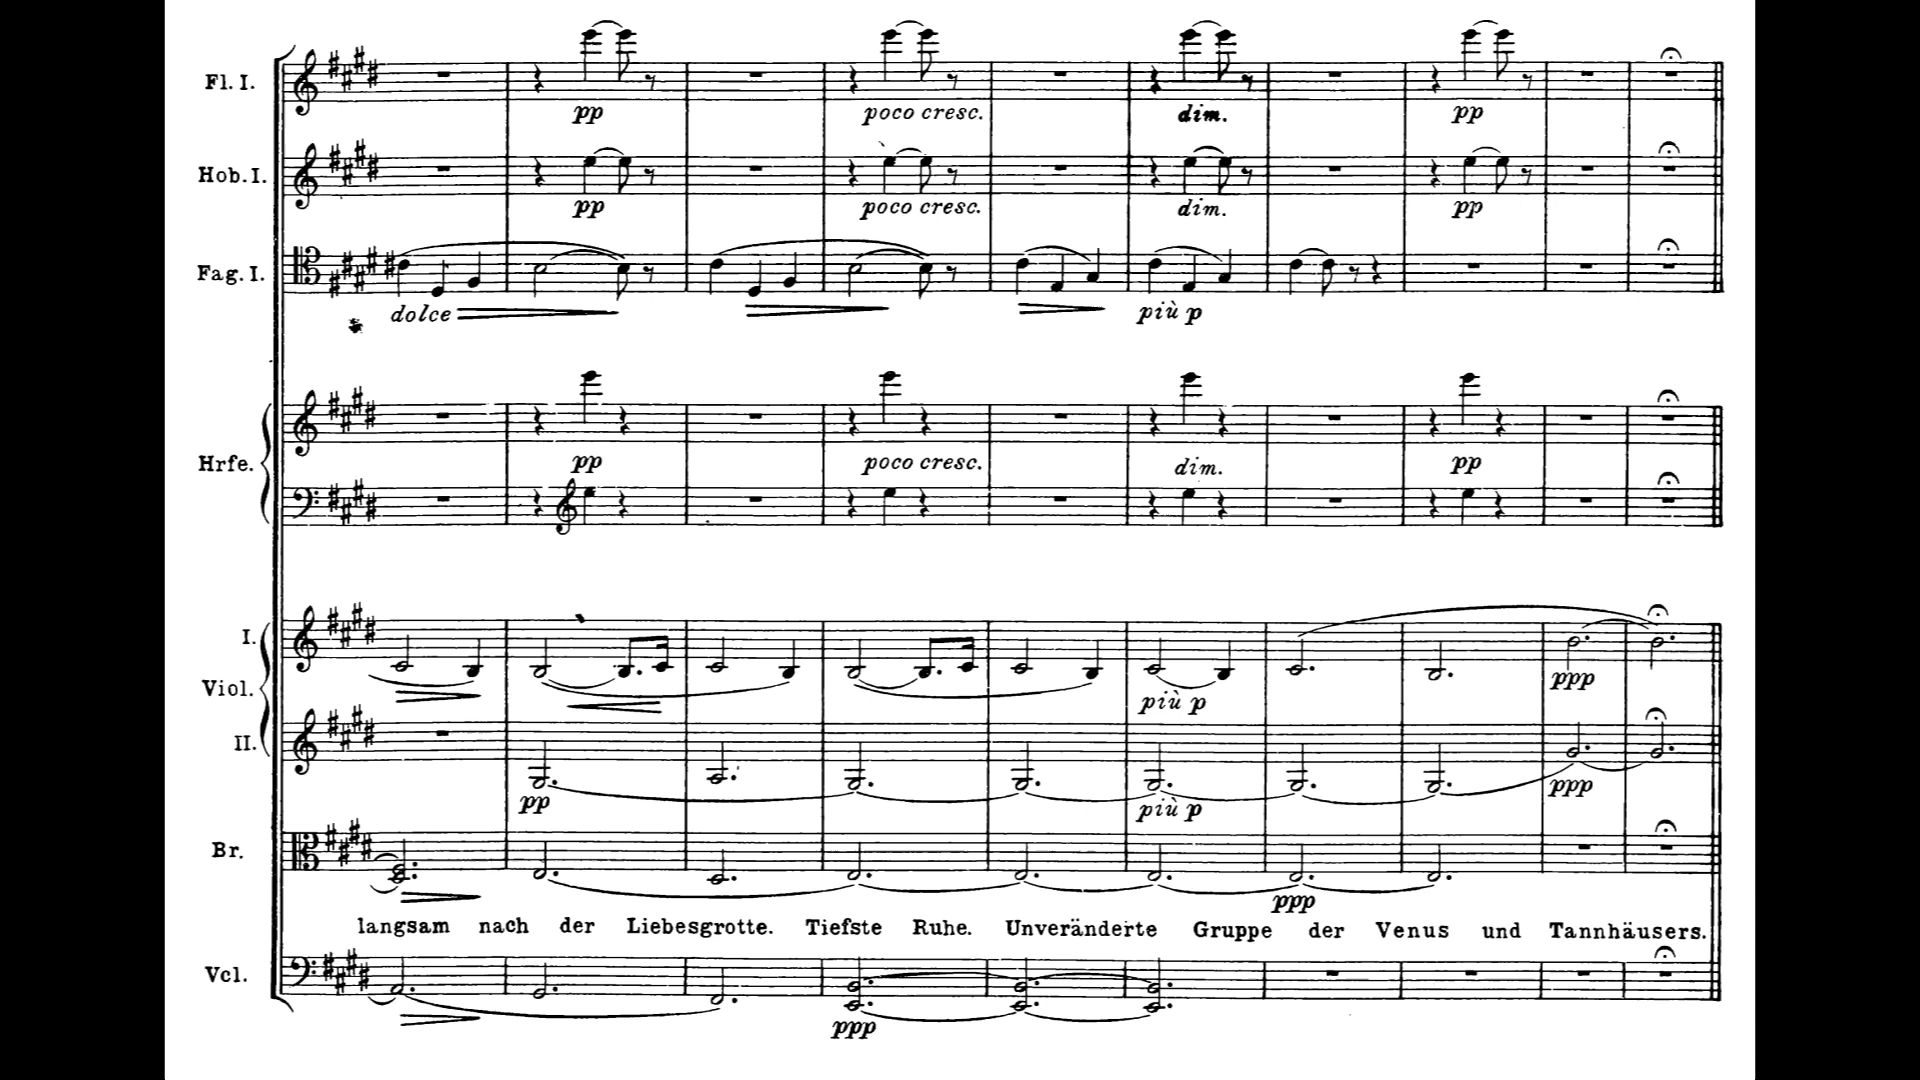 Fl. I.
pp poco cresc. dim. pp
Hob. I.
pp poco cresc. dim. pp
Fag. I.
dolce più p
Hrfe.
pp poco cresc. dim. pp
I.
Viol.
ppp
più p
II.
pp più p ppp
Br.
ppp
langsam nach der Liebesgrotte. Tiefste Ruhe. Unveränderte Gruppe der Venus und Tannhäusers.
Vcl.
ppp